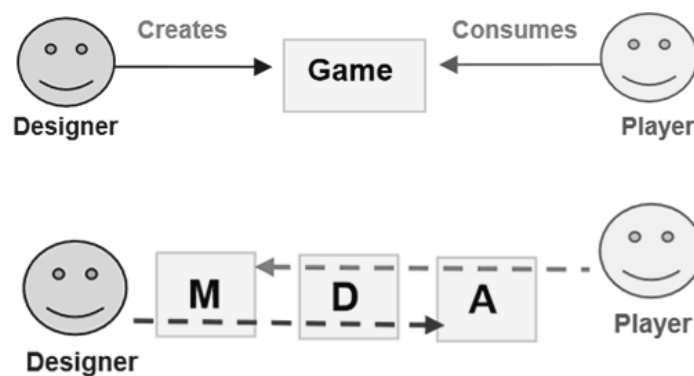 Creates
Consumes
Game
Designer
Player
M
D
A
Designer
Player